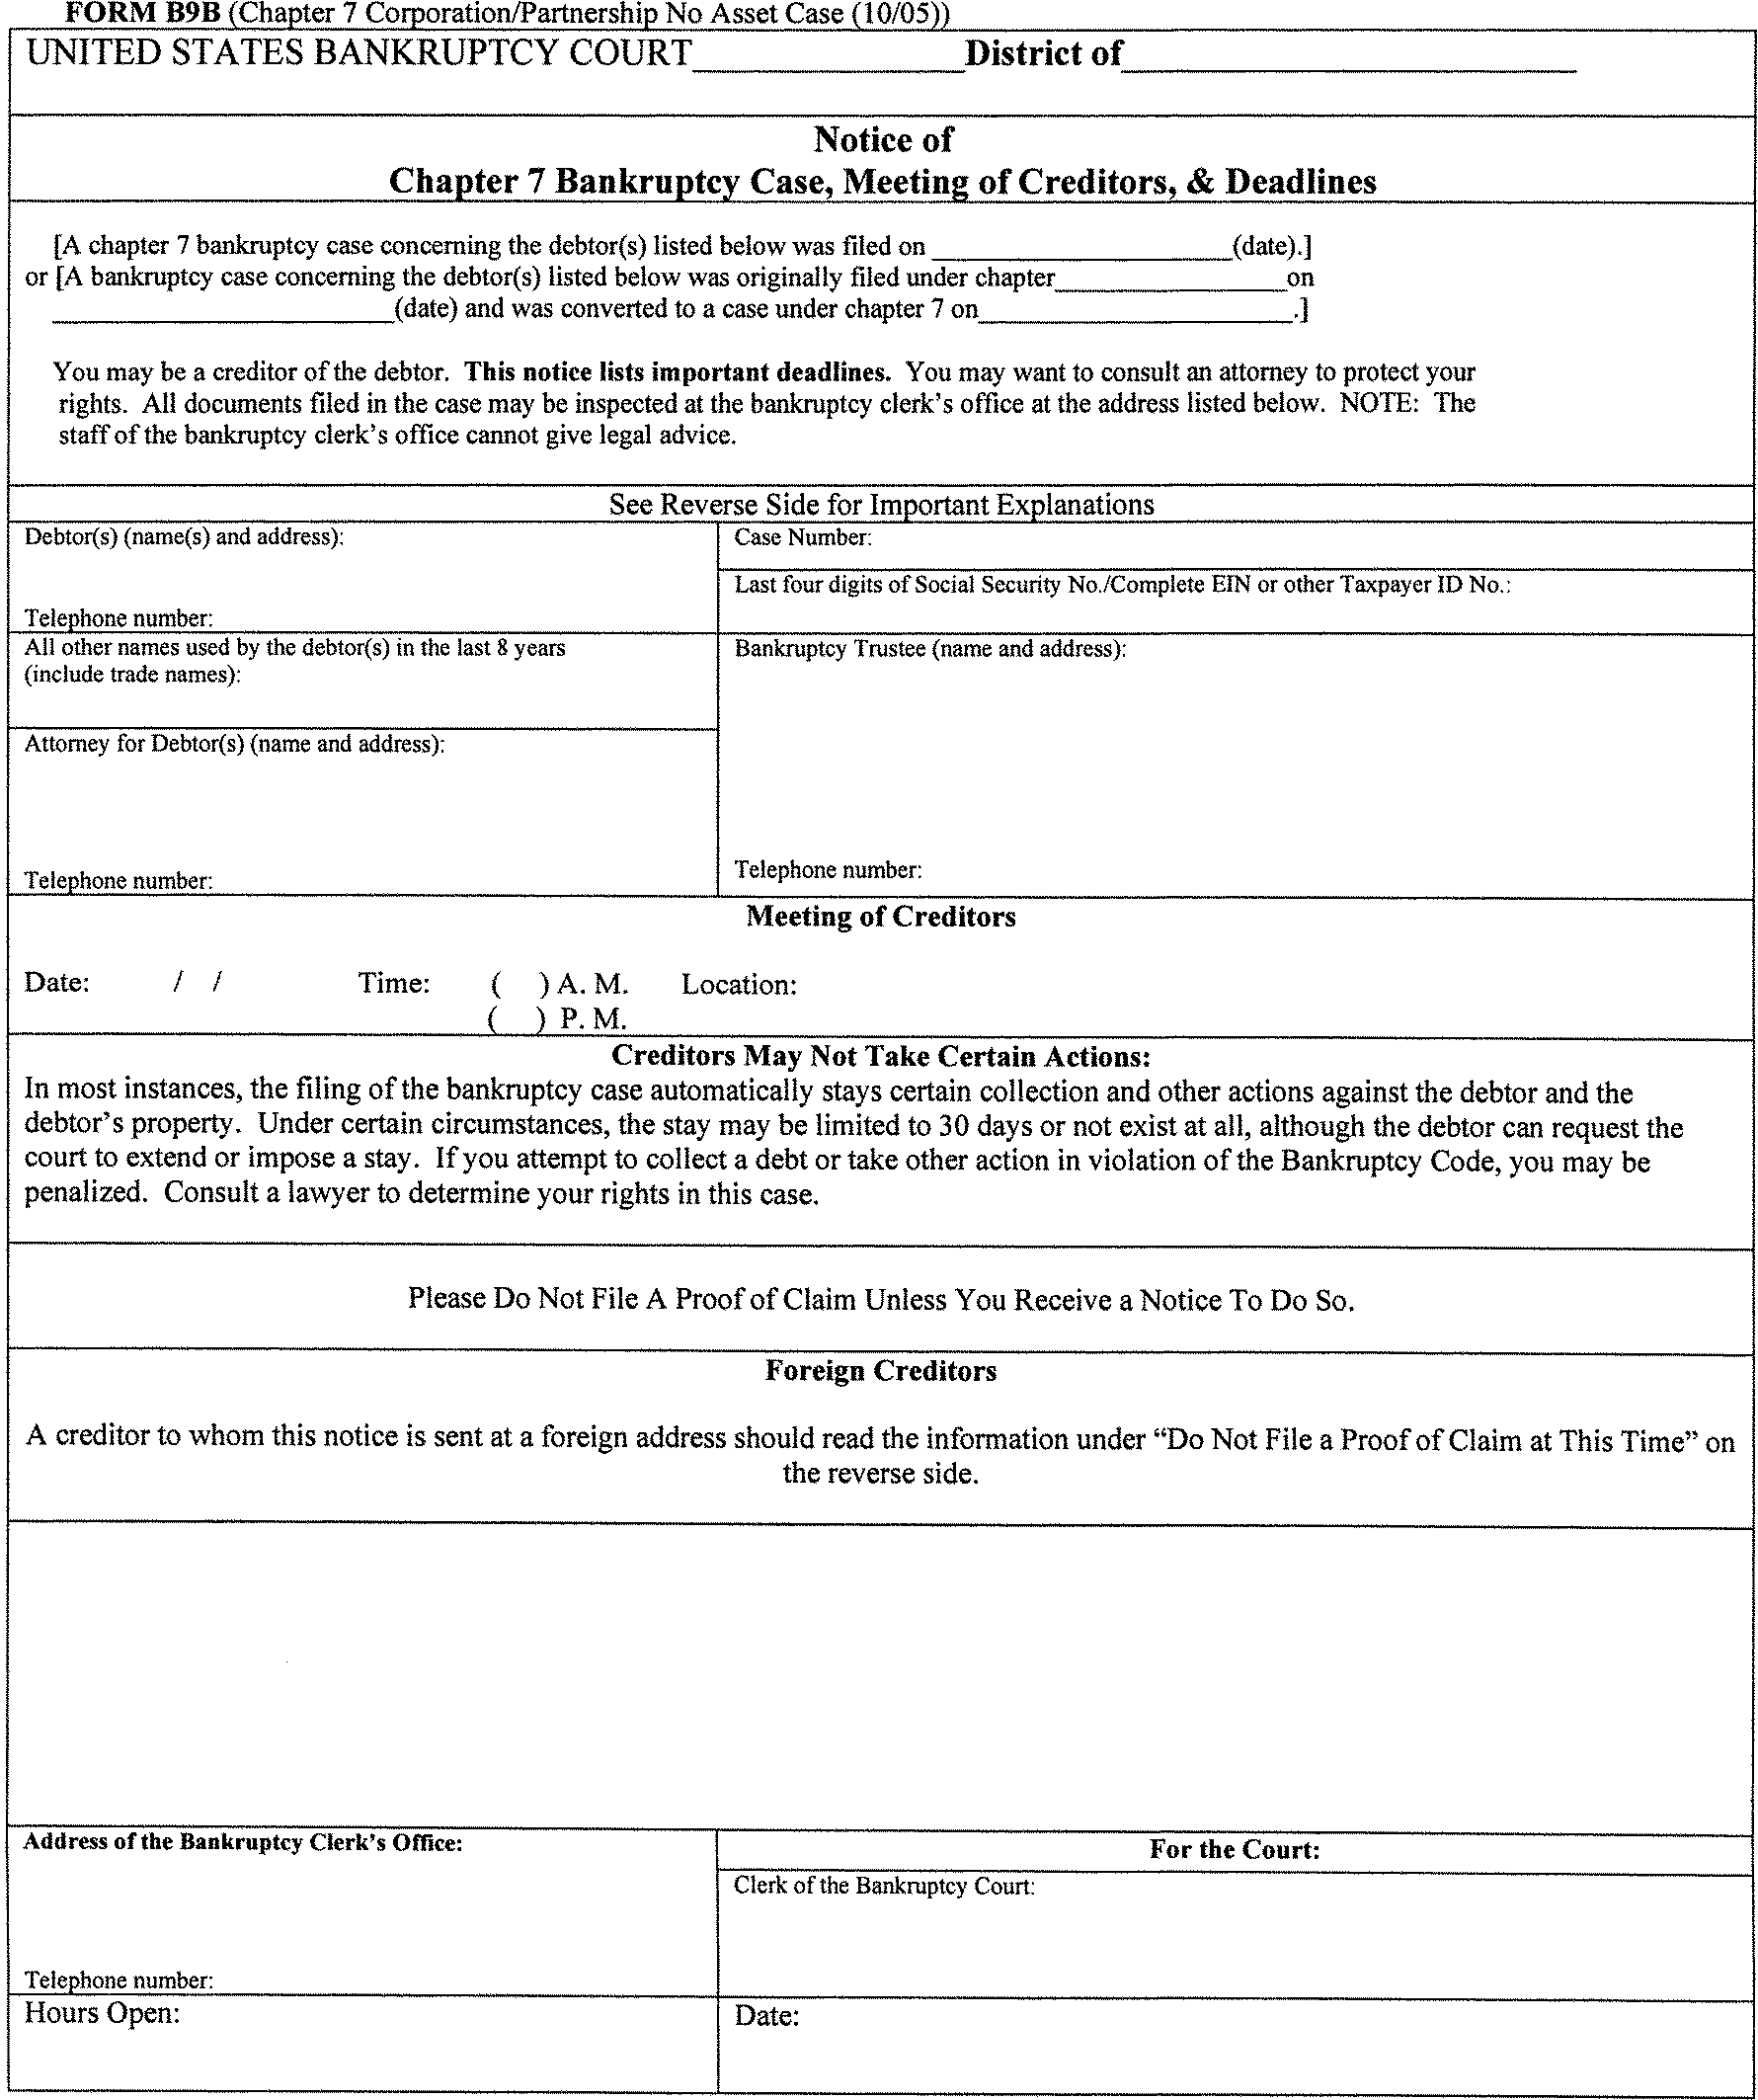 FORM B9B (Chapter 7 Corporation/Partnership No Asset Case (10/05))
UNITED STATES BANKRUPTCY COURT______________District of______________________
Notice of
Chapter 7 Bankruptcy Case, Meeting of Creditors, & Deadlines
[A chapter 7 bankruptcy case concerning the debtor(s) listed below was filed on ____________________(date).]
or [A bankruptcy case concerning the debtor(s) listed below was originally filed under chapter________________on
______________________(date) and was converted to a case under chapter 7 on____________________.]
You may be a creditor of the debtor. This notice lists important deadlines. You may want to consult an attorney to protect your
rights. All documents filed in the case may be inspected at the bankruptcy clerk's office at the address listed below. NOTE: The
staff of the bankruptcy clerk's office cannot give legal advice.
See Reverse Side for Important Explanations
Debtor(s) (name(s) and address):
Telephone number:
Case Number:
Last four digits of Social Security No./Complete EIN or other Taxpayer ID No.:
All other names used by the debtor(s) in the last 8 years
(include trade names):
Bankruptcy Trustee (name and address):
Attorney for Debtor(s) (name and address):
Telephone number:
Telephone number:
Meeting of Creditors
Date: / / Time: ( ) A. M. Location:
( ) P. M.
Creditors May Not Take Certain Actions:
In most instances, the filing of the bankruptcy case automatically stays certain collection and other actions against the debtor and the
debtor's property. Under certain circumstances, the stay may be limited to 30 days or not exist at all, although the debtor can request the
court to extend or impose a stay. If you attempt to collect a debt or take other action in violation of the Bankruptcy Code, you may be
penalized. Consult a lawyer to determine your rights in this case.
Please Do Not File A Proof of Claim Unless You Receive a Notice To Do So.
Foreign Creditors
A creditor to whom this notice is sent at a foreign address should read the information under “Do Not File a Proof of Claim at This Time” on
the reverse side.
Address of the Bankruptcy Clerk's Office:
Telephone number:
For the Court:
Clerk of the Bankruptcy Court:
Hours Open:
Date: